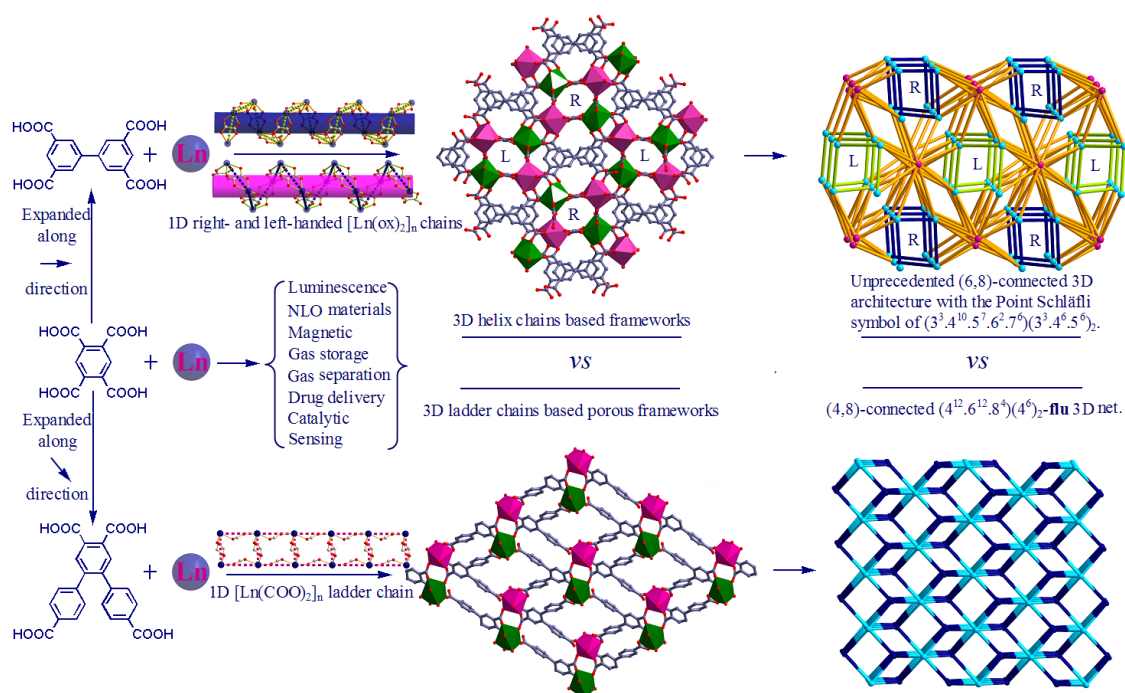 HOOC
COOH
HOOC
COOH
+
Ln
1D right- and left-handed [Ln(ox)₂]ₙ chains
Expanded
along
direction
HOOC
COOH
HOOC
COOH
+
Ln
Luminescence
NLO materials
Magnetic
Gas storage
Gas separation
Drug delivery
Catalytic
Sensing
Expanded
along
direction
HOOC
COOH
HOOC
COOH
+
Ln
1D [Ln(COO)₂]ₙ ladder chain
R
L
L
R
3D helix chains based frameworks
vs
3D ladder chains based porous frameworks
R
R
L
L
L
R
R
Unprecedented (6,8)-connected 3D
architecture with the Point Schläfli
symbol of (3³.4¹⁰.5⁷.6².7⁶)(3³.4⁶.5⁶)₂.
vs
(4,8)-connected (4¹².6¹².8⁴)(4⁶)₂-flu 3D net.